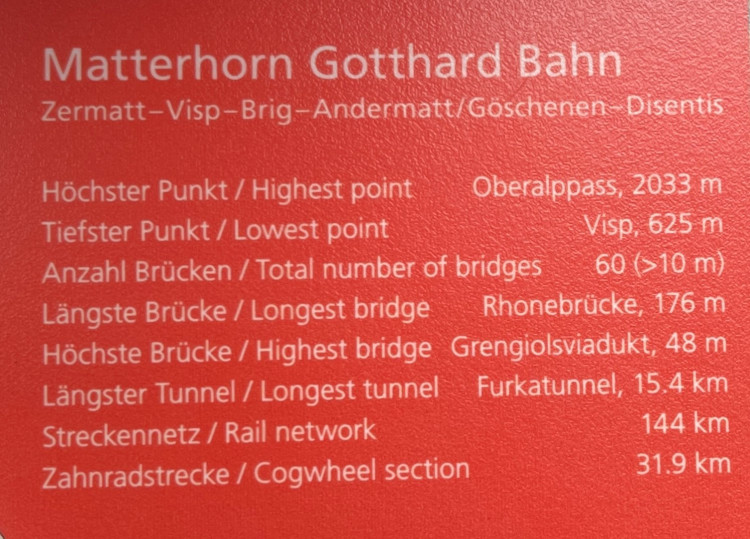 Matterhorn Gotthard Bahn
Zermatt–Visp–Brig–Andermatt/Göschenen–Disentis
Höchster Punkt / Highest point Oberalppass, 2033 m
Tiefster Punkt / Lowest point Visp, 625 m
Anzahl Brücken / Total number of bridges 60 (>10 m)
Längste Brücke / Longest bridge Rhonebrücke, 176 m
Höchste Brücke / Highest bridge Grengiolsviadukt, 48 m
Längster Tunnel / Longest tunnel Furkatunnel, 15.4 km
Streckennetz / Rail network 144 km
Zahnradstrecke / Cogwheel section 31.9 km